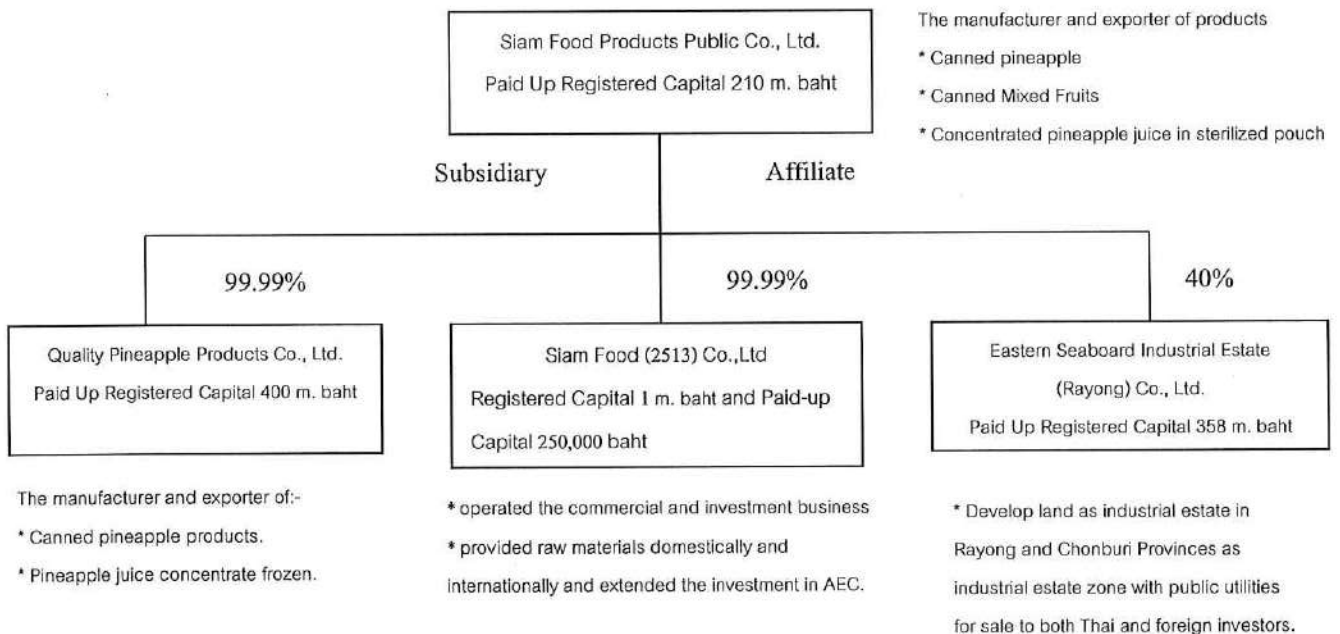 Siam Food Products Public Co., Ltd.
Paid Up Registered Capital 210 m. baht
The manufacturer and exporter of products
* Canned pineapple
* Canned Mixed Fruits
* Concentrated pineapple juice in sterilized pouch
Subsidiary
Affiliate
99.99%
99.99%
40%
Quality Pineapple Products Co., Ltd.
Paid Up Registered Capital 400 m. baht
Siam Food (2513) Co.,Ltd
Registered Capital 1 m. baht and Paid-up
Capital 250,000 baht
Eastern Seaboard Industrial Estate
(Rayong) Co., Ltd.
Paid Up Registered Capital 358 m. baht
The manufacturer and exporter of:-
* Canned pineapple products.
* Pineapple juice concentrate frozen.
* operated the commercial and investment business
* provided raw materials domestically and
internationally and extended the investment in AEC.
* Develop land as industrial estate in
Rayong and Chonburi Provinces as
industrial estate zone with public utilities
for sale to both Thai and foreign investors.